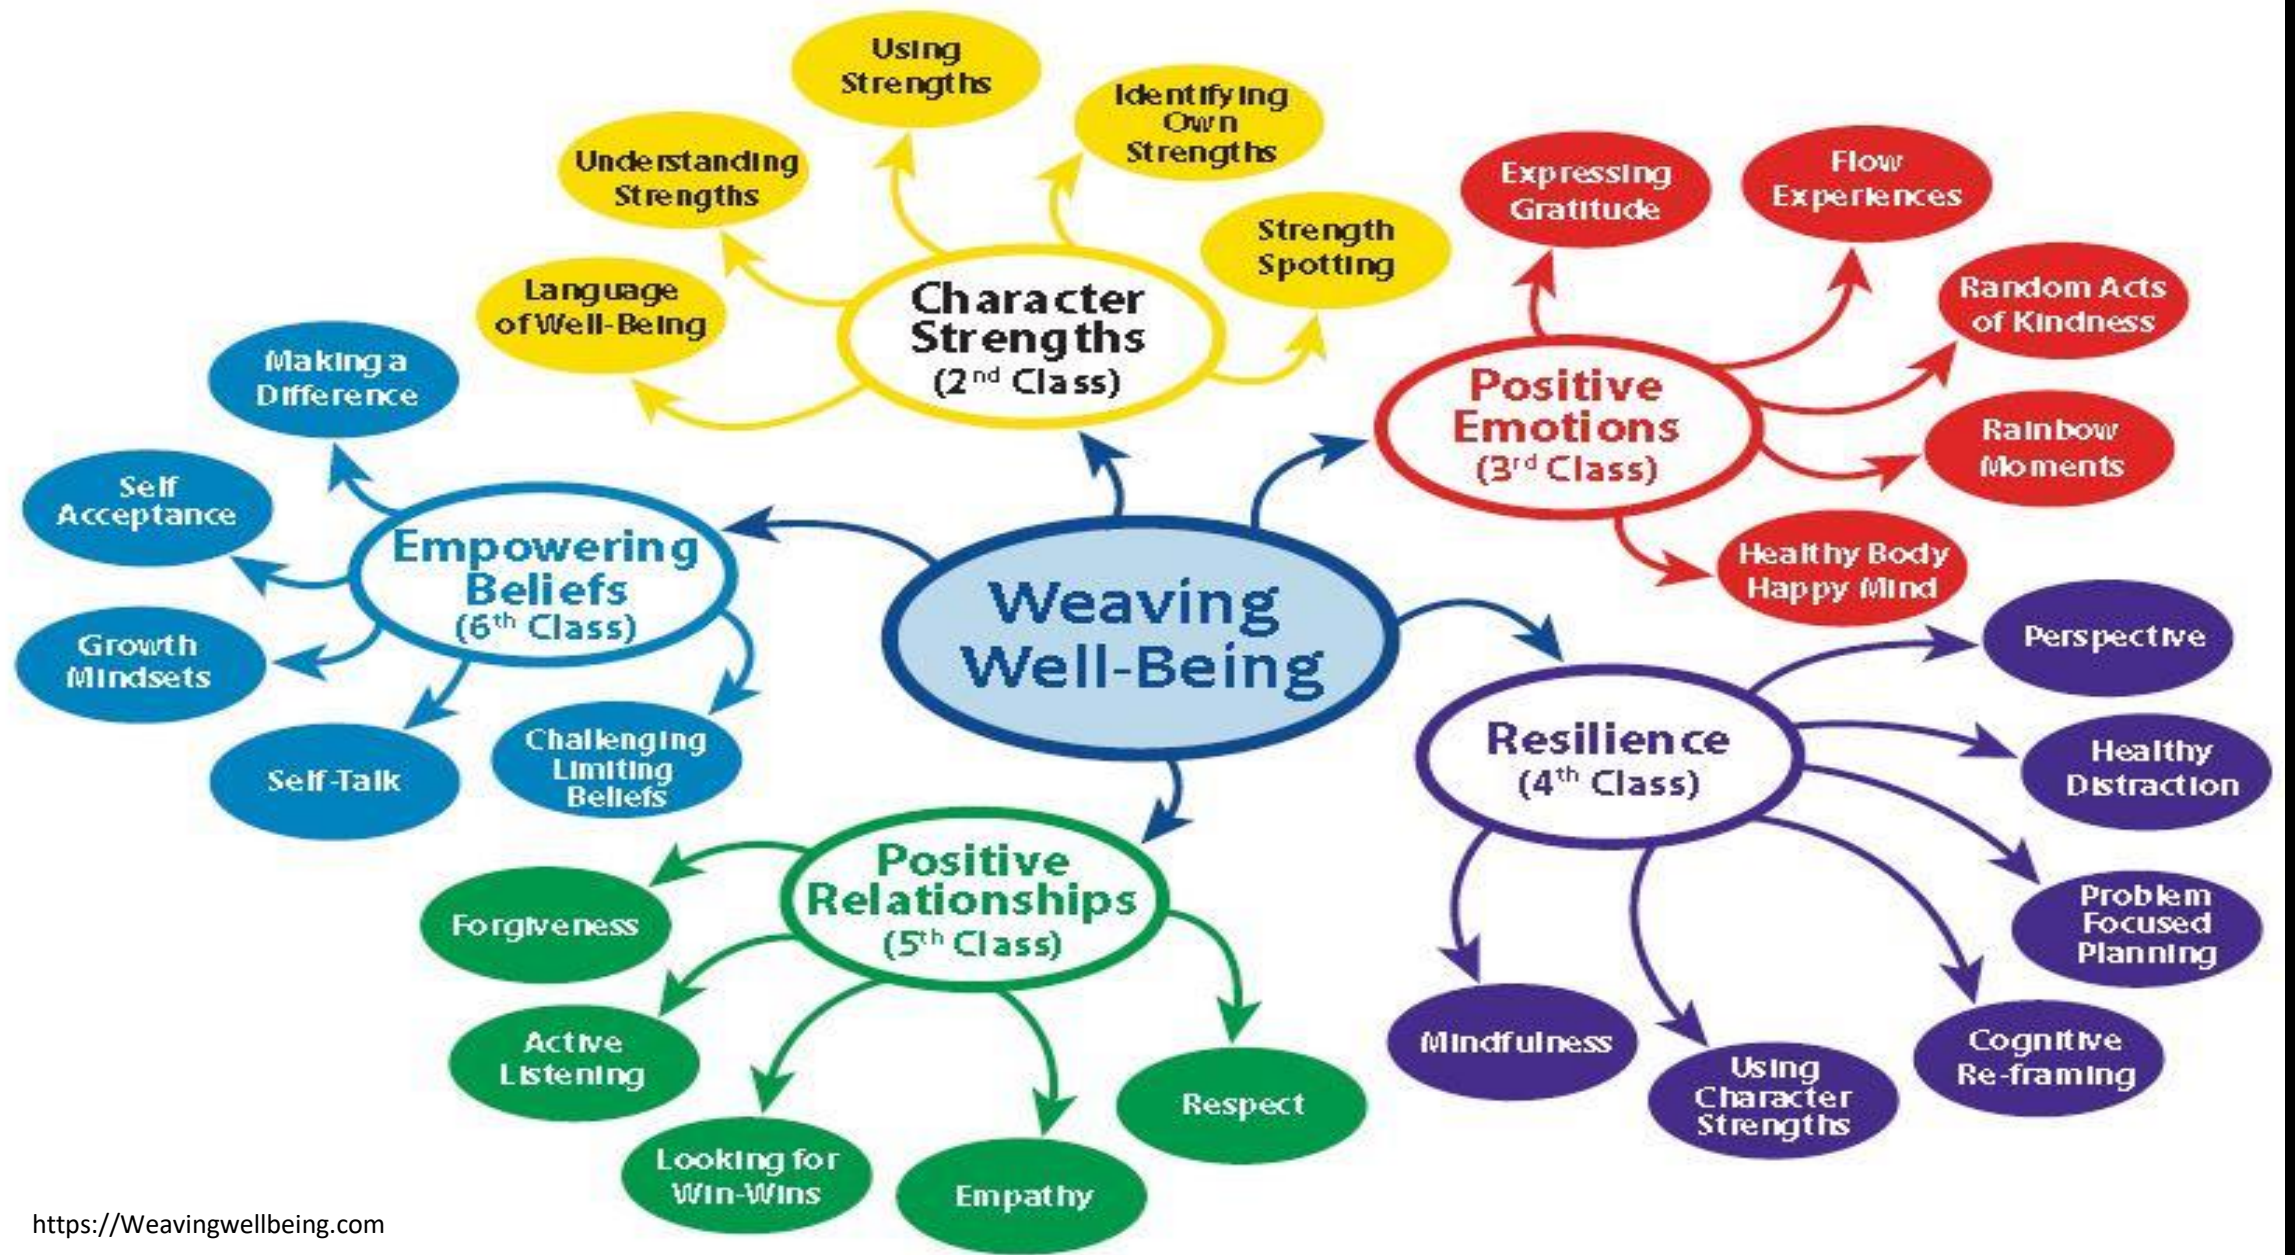 Weaving
Well-Being
Character
Strengths
(2nd Class)
Language
of Well-Being
Understanding
Strengths
Using
Strengths
Identifying
Own
Strengths
Strength
Spotting
Positive
Emotions
(3rd Class)
Expressing
Gratitude
Flow
Experiences
Random Acts
of Kindness
Rainbow
Moments
Healthy Body
Happy Mind
Resilience
(4th Class)
Perspective
Healthy
Distraction
Problem
Focused
Planning
Cognitive
Re-framing
Using
Character
Strengths
Mindfulness
Positive
Relationships
(5th Class)
Respect
Empathy
Looking for
Win-Wins
Active
Listening
Forgiveness
Empowering
Beliefs
(6th Class)
Challenging
Limiting
Beliefs
Self-Talk
Growth
Mindsets
Self
Acceptance
Making a
Difference
https://Weavingwellbeing.com